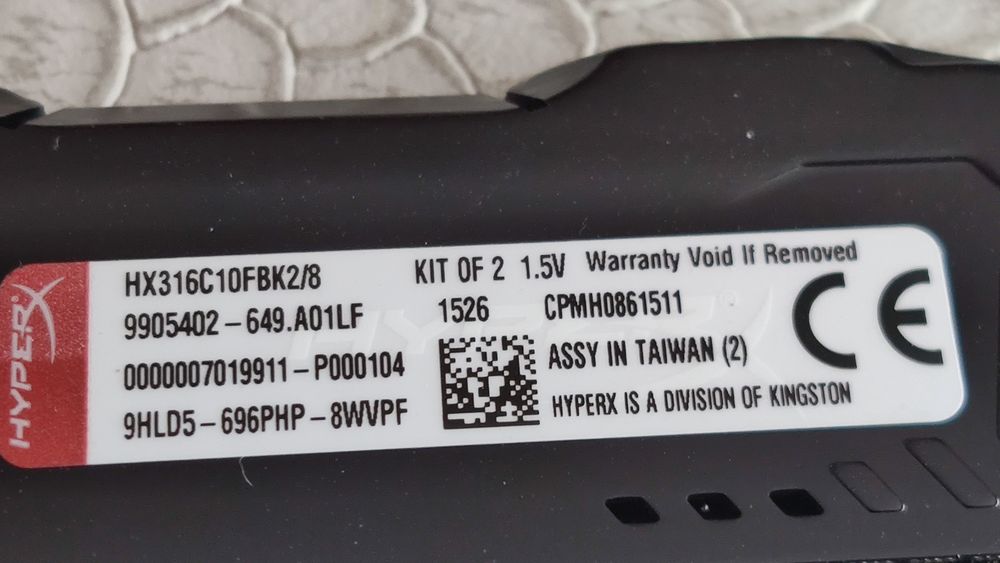 HYPERX
HX316C10FBK2/8 KIT OF 2 1.5V Warranty Void If Removed
9905402-649.A01LF 1526 CPMH0861511
0000007019911-P000104 ASSY IN TAIWAN (2)
9HLD5-696PHP-8WVPF HYPERX IS A DIVISION OF KINGSTON
CE
HYPERX